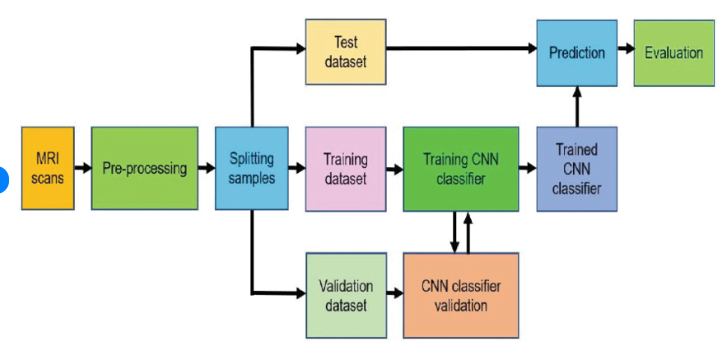 Test
dataset
Prediction
Evaluation
MRI
scans
Pre-processing
Splitting
samples
Training
dataset
Training CNN
classifier
Trained
CNN
classifier
Validation
dataset
CNN classifier
validation